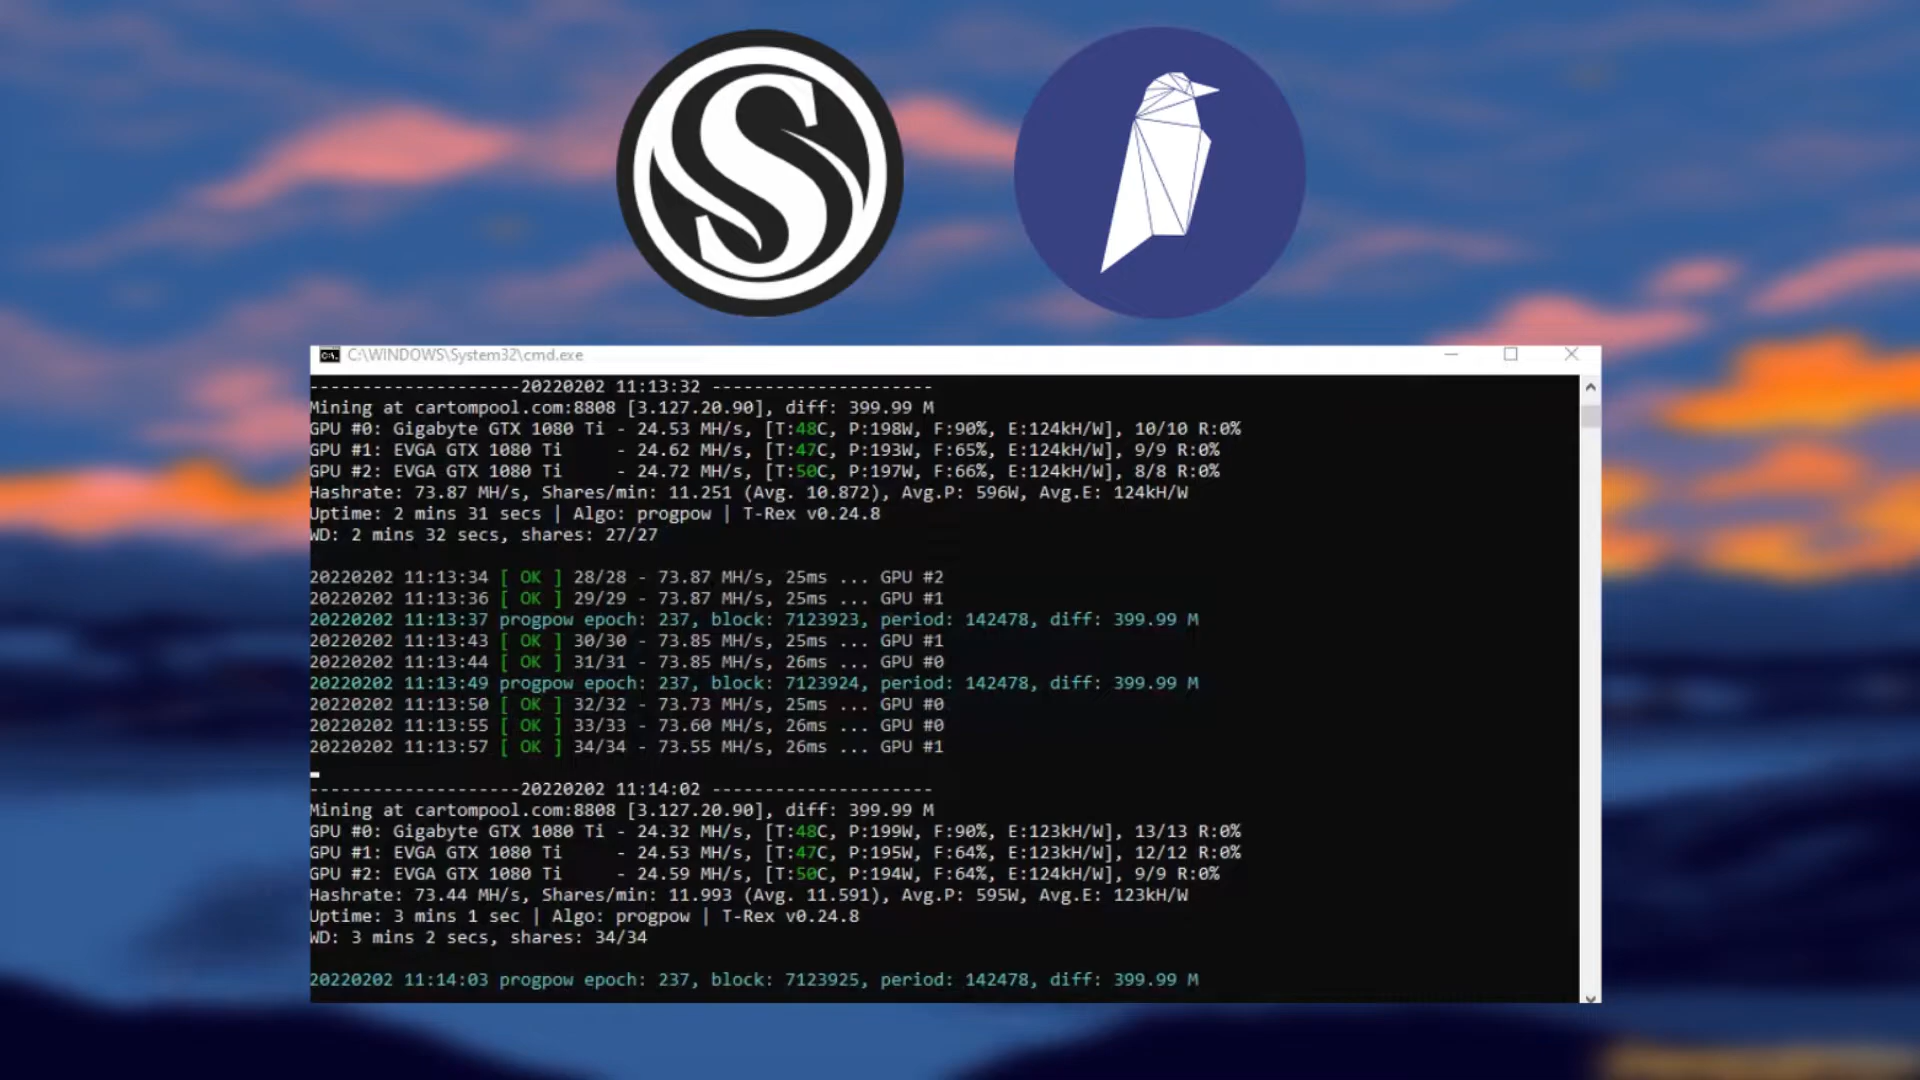 S
C:\WINDOWS\System32\cmd.exe
--------------------20220202 11:13:32 ---------------------
Mining at cartompool.com:8808 [3.127.20.90], diff: 399.99 M
GPU #0: Gigabyte GTX 1080 Ti - 24.53 MH/s, [T:48C, P:198W, F:90%, E:124kH/W], 10/10 R:0%
GPU #1: EVGA GTX 1080 Ti     - 24.62 MH/s, [T:47C, P:193W, F:65%, E:124kH/W], 9/9 R:0%
GPU #2: EVGA GTX 1080 Ti     - 24.72 MH/s, [T:50C, P:197W, F:66%, E:124kH/W], 8/8 R:0%
Hashrate: 73.87 MH/s, Shares/min: 11.251 (Avg. 10.872), Avg.P: 596W, Avg.E: 124kH/W
Uptime: 2 mins 31 secs | Algo: progpow | T-Rex v0.24.8
WD: 2 mins 32 secs, shares: 27/27
20220202 11:13:34 [ OK ] 28/28 - 73.87 MH/s, 25ms ... GPU #2
20220202 11:13:36 [ OK ] 29/29 - 73.87 MH/s, 25ms ... GPU #1
20220202 11:13:37 progpow epoch: 237, block: 7123923, period: 142478, diff: 399.99 M
20220202 11:13:43 [ OK ] 30/30 - 73.85 MH/s, 25ms ... GPU #1
20220202 11:13:44 [ OK ] 31/31 - 73.85 MH/s, 26ms ... GPU #0
20220202 11:13:49 progpow epoch: 237, block: 7123924, period: 142478, diff: 399.99 M
20220202 11:13:50 [ OK ] 32/32 - 73.73 MH/s, 25ms ... GPU #0
20220202 11:13:55 [ OK ] 33/33 - 73.60 MH/s, 26ms ... GPU #0
20220202 11:13:57 [ OK ] 34/34 - 73.55 MH/s, 26ms ... GPU #1
--------------------20220202 11:14:02 ---------------------
Mining at cartompool.com:8808 [3.127.20.90], diff: 399.99 M
GPU #0: Gigabyte GTX 1080 Ti - 24.32 MH/s, [T:48C, P:199W, F:90%, E:123kH/W], 13/13 R:0%
GPU #1: EVGA GTX 1080 Ti     - 24.53 MH/s, [T:47C, P:195W, F:64%, E:123kH/W], 12/12 R:0%
GPU #2: EVGA GTX 1080 Ti     - 24.59 MH/s, [T:50C, P:194W, F:64%, E:123kH/W], 9/9 R:0%
Hashrate: 73.44 MH/s, Shares/min: 11.993 (Avg. 11.591), Avg.P: 595W, Avg.E: 123kH/W
Uptime: 3 mins 1 sec | Algo: progpow | T-Rex v0.24.8
WD: 3 mins 2 secs, shares: 34/34
20220202 11:14:03 progpow epoch: 237, block: 7123925, period: 142478, diff: 399.99 M